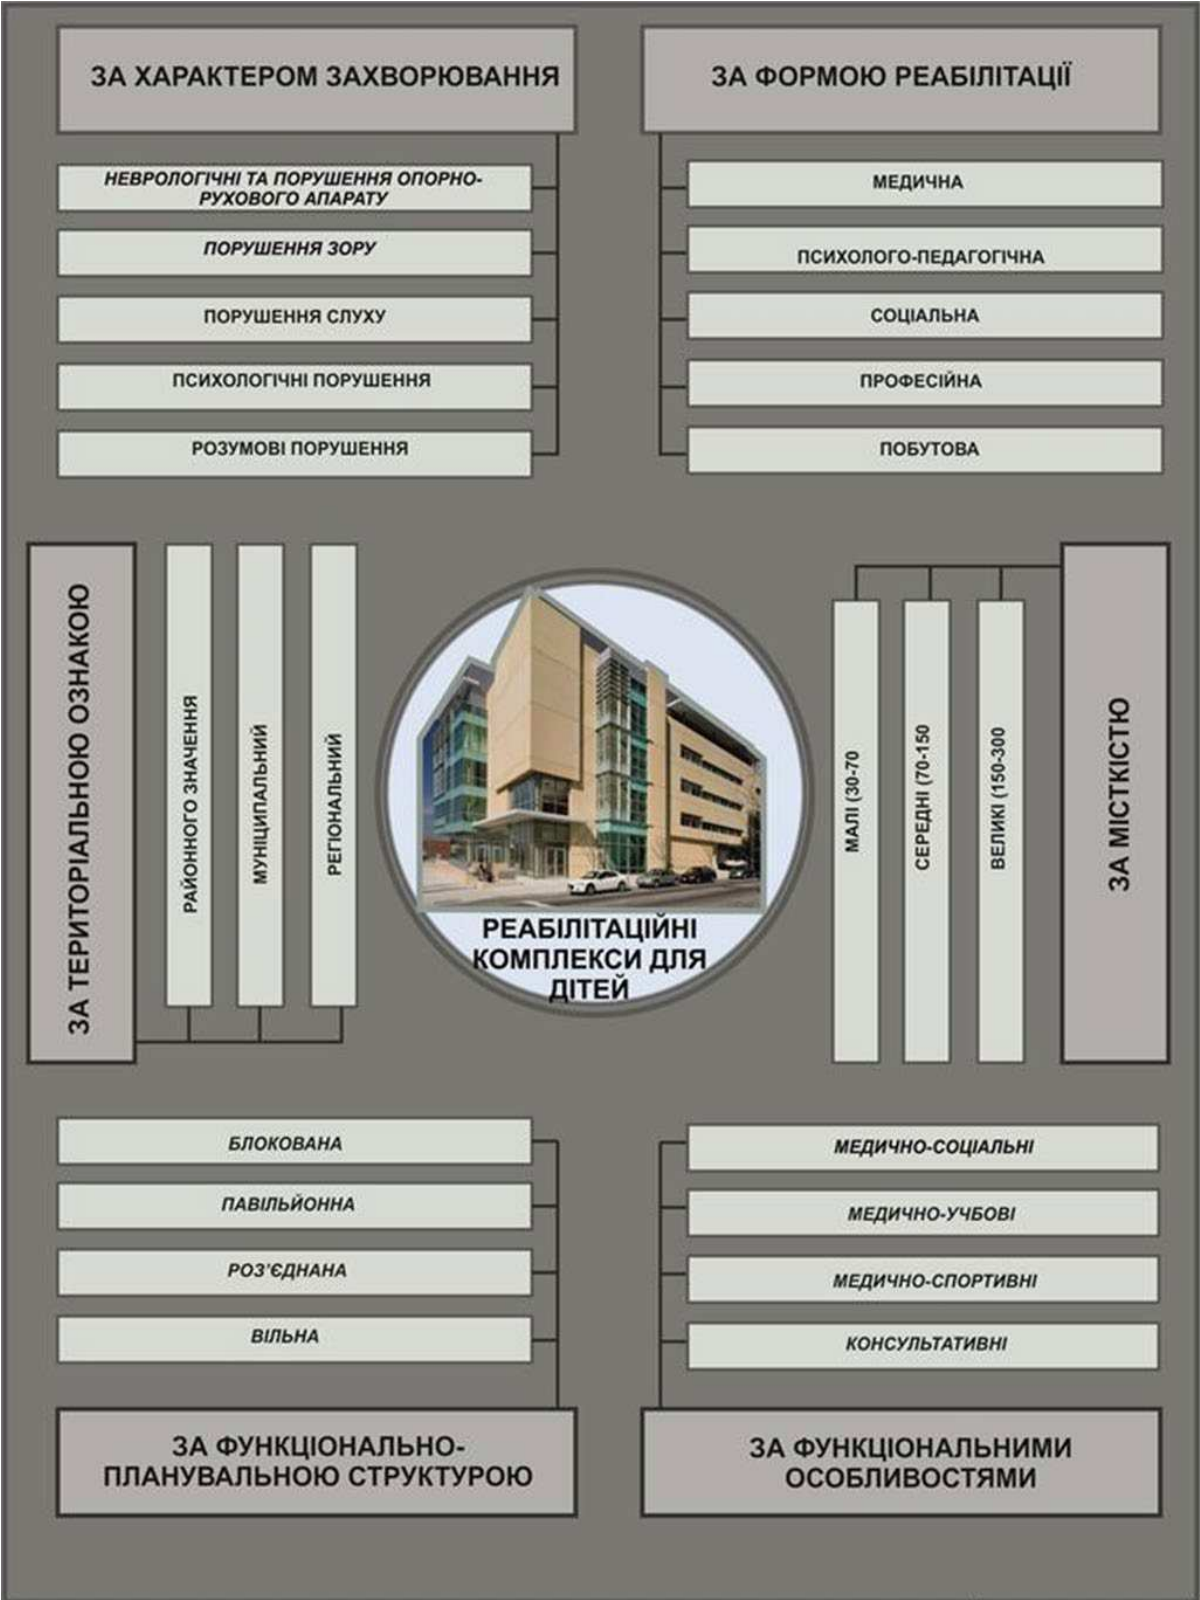 ЗА ХАРАКТЕРОМ ЗАХВОРЮВАННЯ
НЕВРОЛОГІЧНІ ТА ПОРУШЕННЯ ОПОРНО-
РУХОВОГО АПАРАТУ
ПОРУШЕННЯ ЗОРУ
ПОРУШЕННЯ СЛУХУ
ПСИХОЛОГІЧНІ ПОРУШЕННЯ
РОЗУМОВІ ПОРУШЕННЯ
ЗА ФОРМОЮ РЕАБІЛІТАЦІЇ
МЕДИЧНА
ПСИХОЛОГО-ПЕДАГОГІЧНА
СОЦІАЛЬНА
ПРОФЕСІЙНА
ПОБУТОВА
ЗА ТЕРИТОРІАЛЬНОЮ ОЗНАКОЮ
РАЙОННОГО ЗНАЧЕННЯ
МУНІЦИПАЛЬНИЙ
РЕГІОНАЛЬНИЙ
РЕАБІЛІТАЦІЙНІ
КОМПЛЕКСИ ДЛЯ
ДІТЕЙ
МАЛІ (30-70
СЕРЕДНІ (70-150
ВЕЛИКІ (150-300
ЗА МІСТКІСТЮ
БЛОКОВАНА
ПАВІЛЬЙОННА
РОЗ'ЄДНАНА
ВІЛЬНА
ЗА ФУНКЦІОНАЛЬНО-
ПЛАНУВАЛЬНОЮ СТРУКТУРОЮ
МЕДИЧНО-СОЦІАЛЬНІ
МЕДИЧНО-УЧБОВІ
МЕДИЧНО-СПОРТИВНІ
КОНСУЛЬТАТИВНІ
ЗА ФУНКЦІОНАЛЬНИМИ
ОСОБЛИВОСТЯМИ